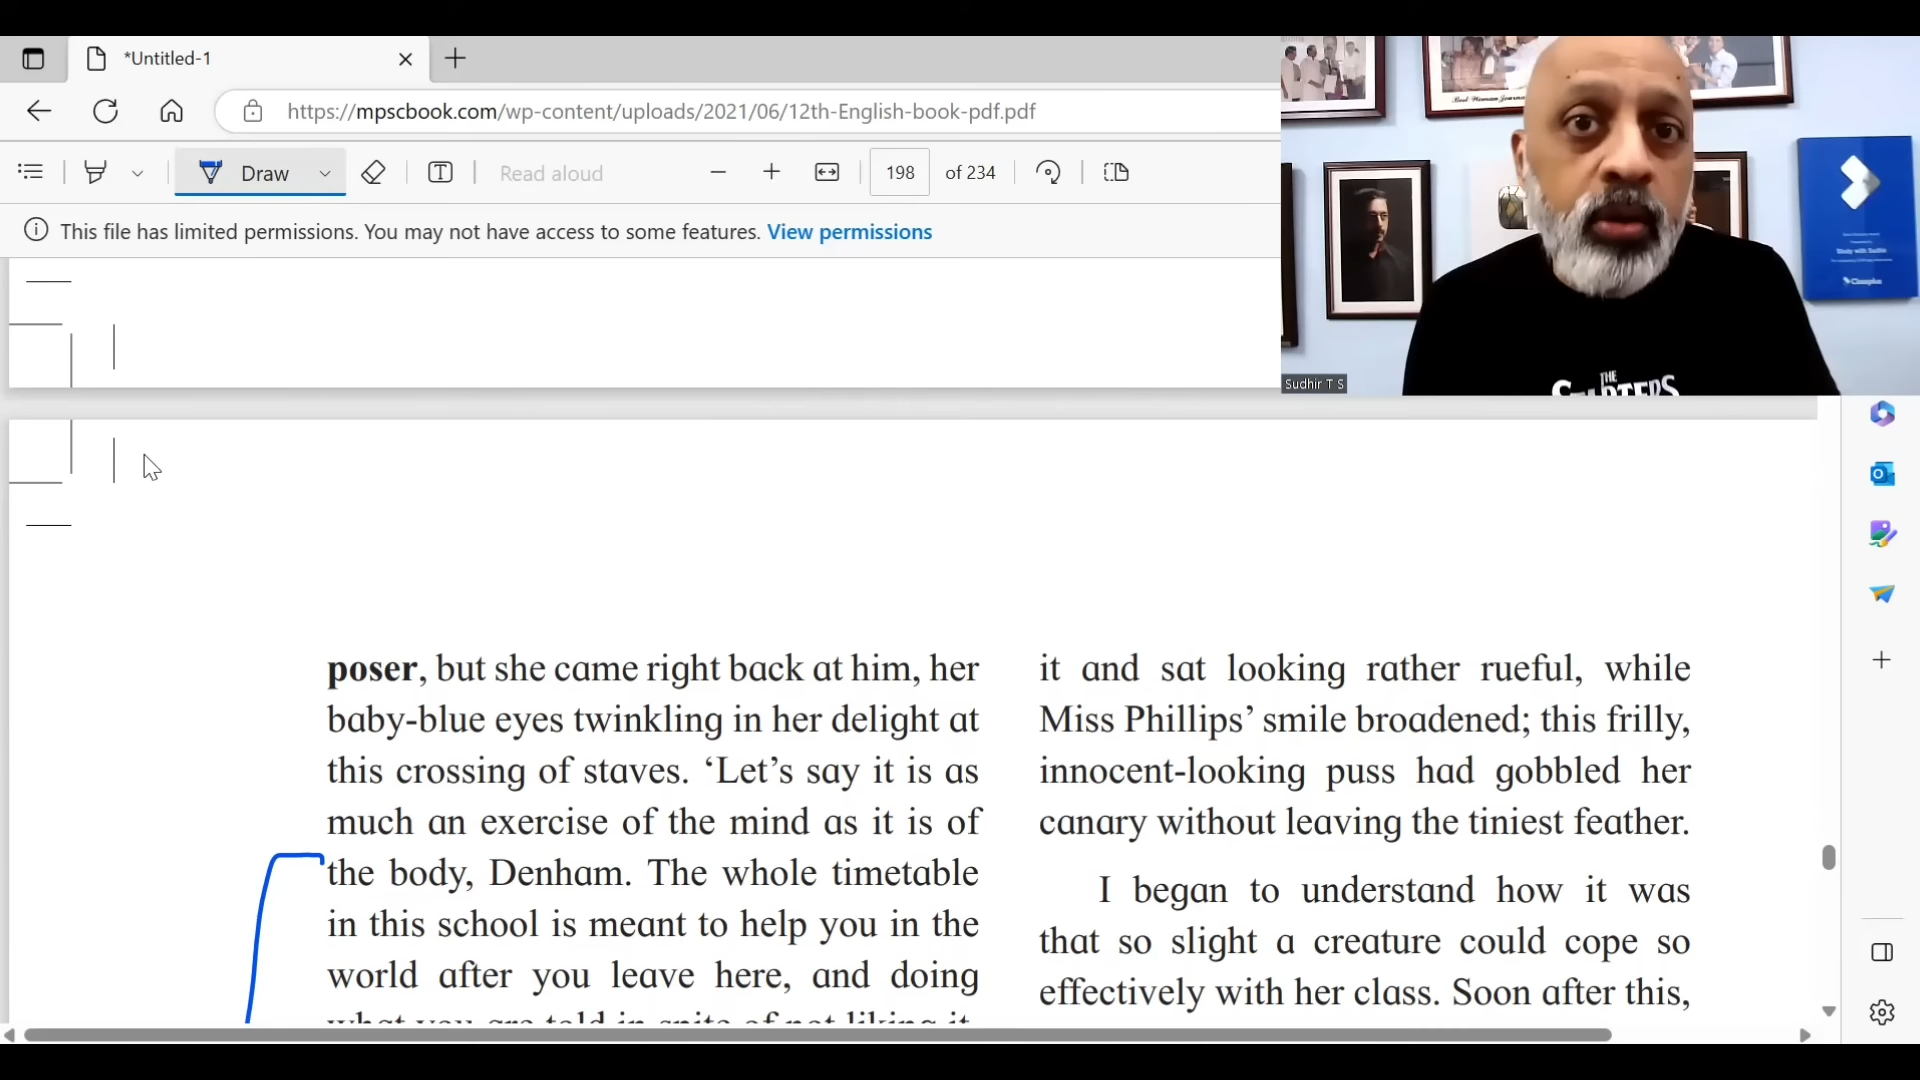 *Untitled-1
https://mpscbook.com/wp-content/uploads/2021/06/12th-English-book-pdf.pdf
Draw
Read aloud
198
of 234
This file has limited permissions. You may not have access to some features. View permissions
Sudhir T S
THE
poser, but she came right back at him, her
baby-blue eyes twinkling in her delight at
this crossing of staves. ‘Let’s say it is as
much an exercise of the mind as it is of
the body, Denham. The whole timetable
in this school is meant to help you in the
world after you leave here, and doing
what you are told in spite of not liking it
it and sat looking rather rueful, while
Miss Phillips’ smile broadened; this frilly,
innocent-looking puss had gobbled her
canary without leaving the tiniest feather.
I began to understand how it was
that so slight a creature could cope so
effectively with her class. Soon after this,